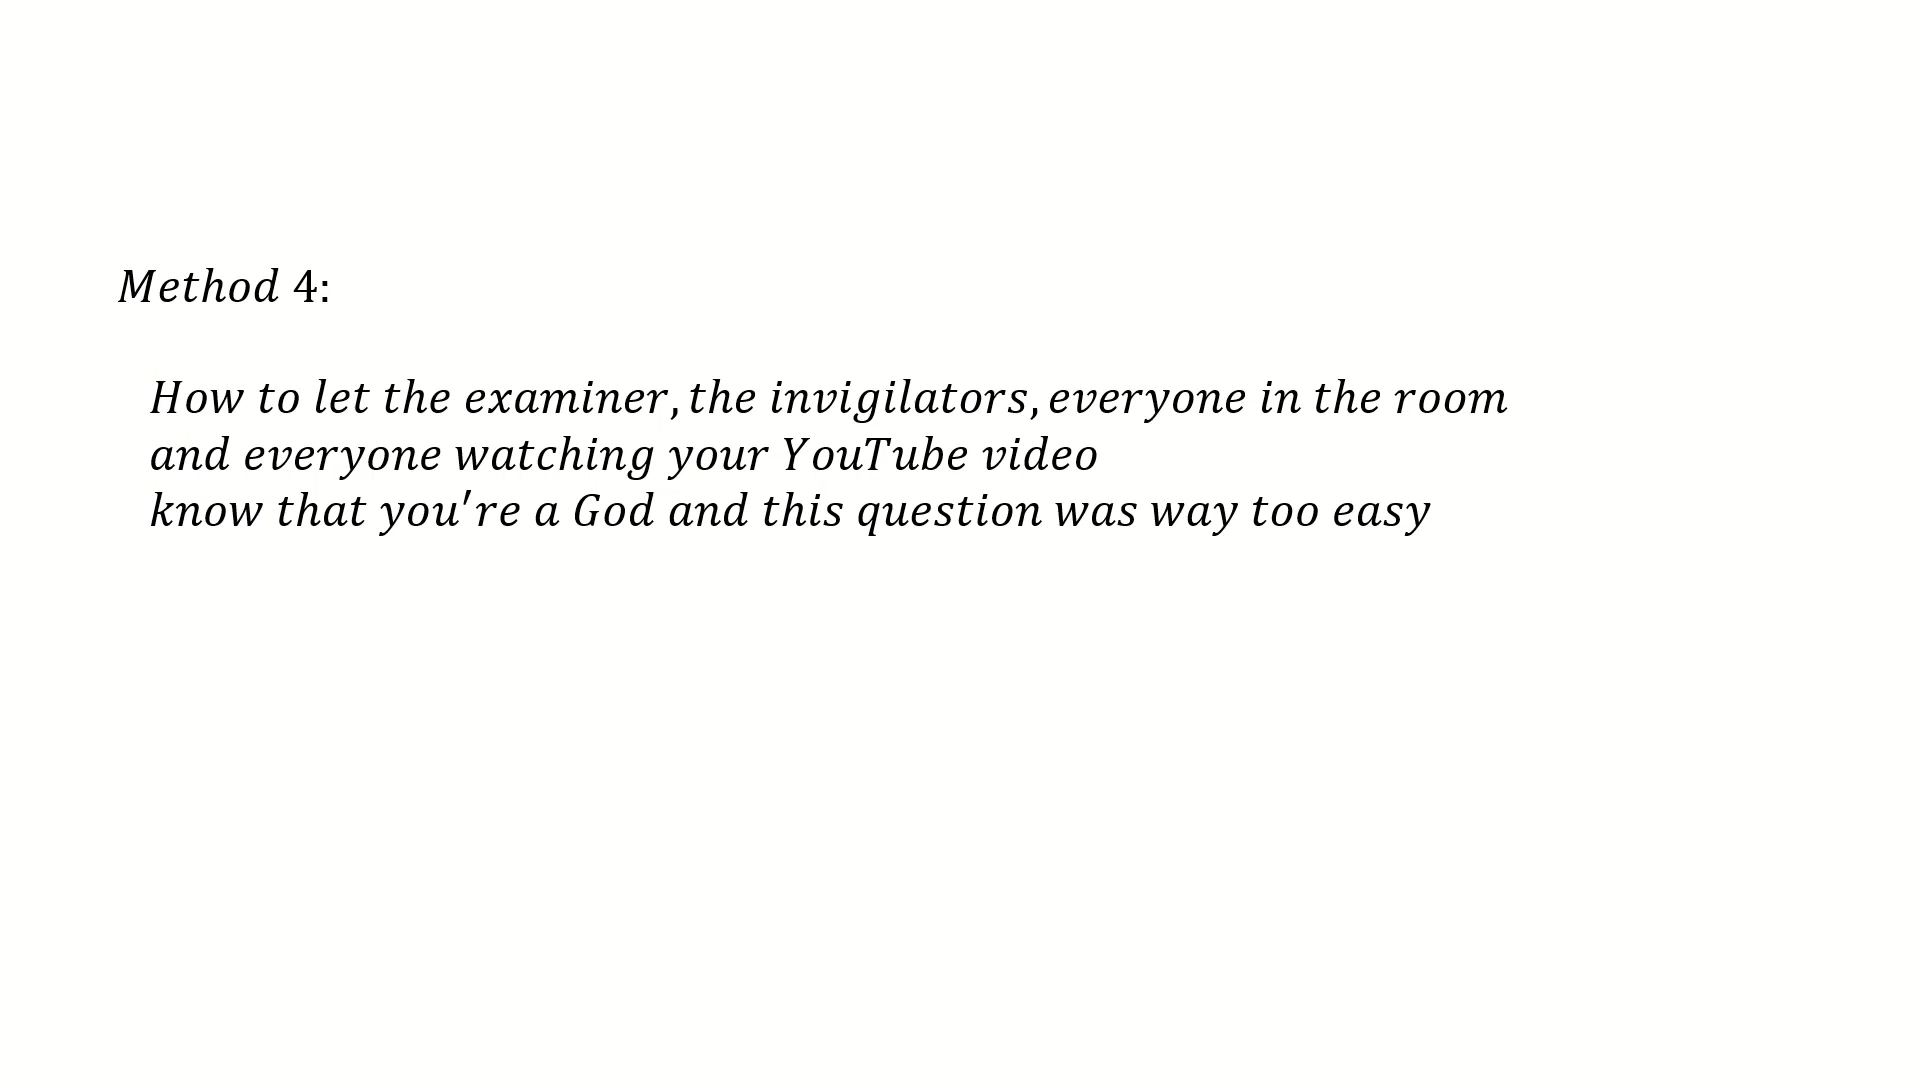 Method 4:
How to let the examiner, the invigilators, everyone in the room
and everyone watching your YouTube video
know that you're a God and this question was way too easy